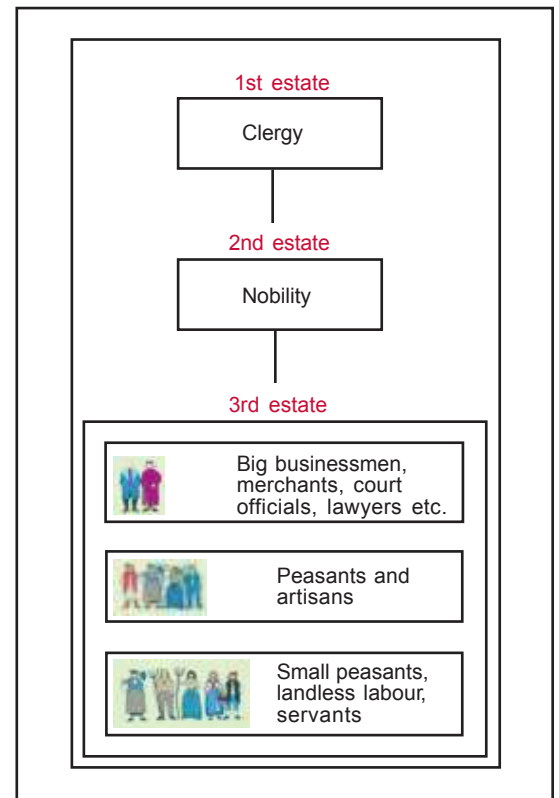 1st estate
Clergy
2nd estate
Nobility
3rd estate
Big businessmen,
merchants, court
officials, lawyers etc.
Peasants and
artisans
Small peasants,
landless labour,
servants